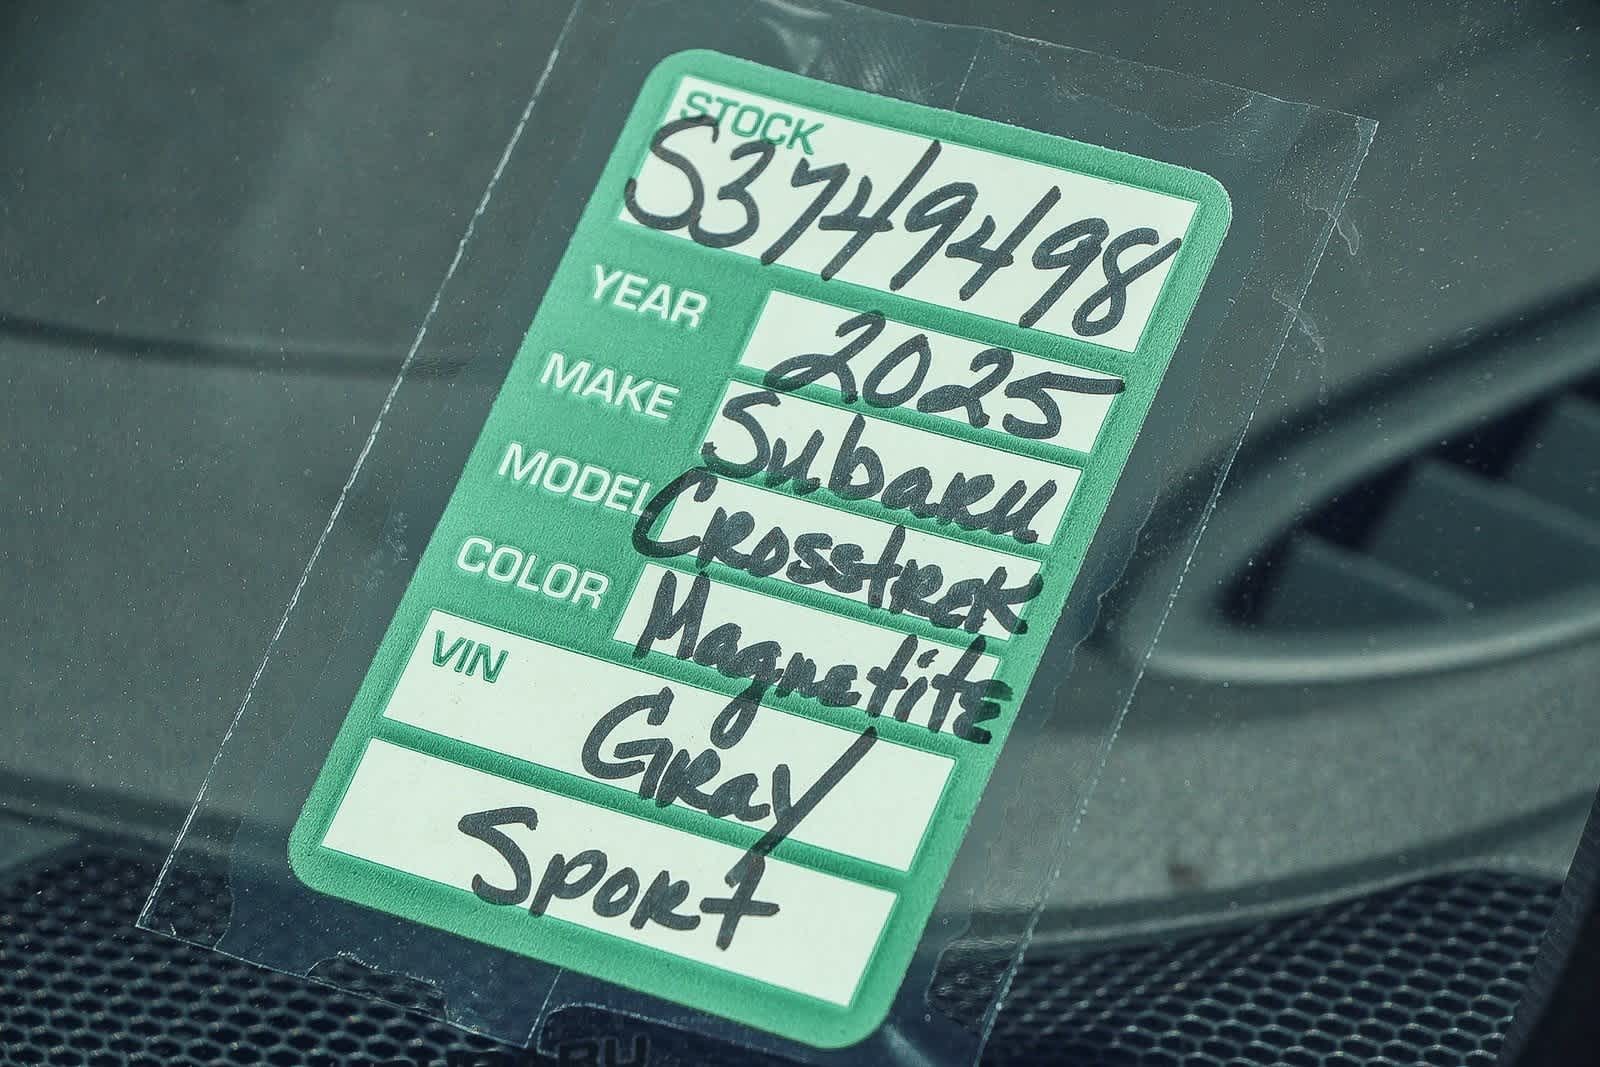 STOCK
S3749498
YEAR 2025
MAKE Subaru
MODEL Crosstrek
COLOR Magnetite
VIN
Gray
Sport